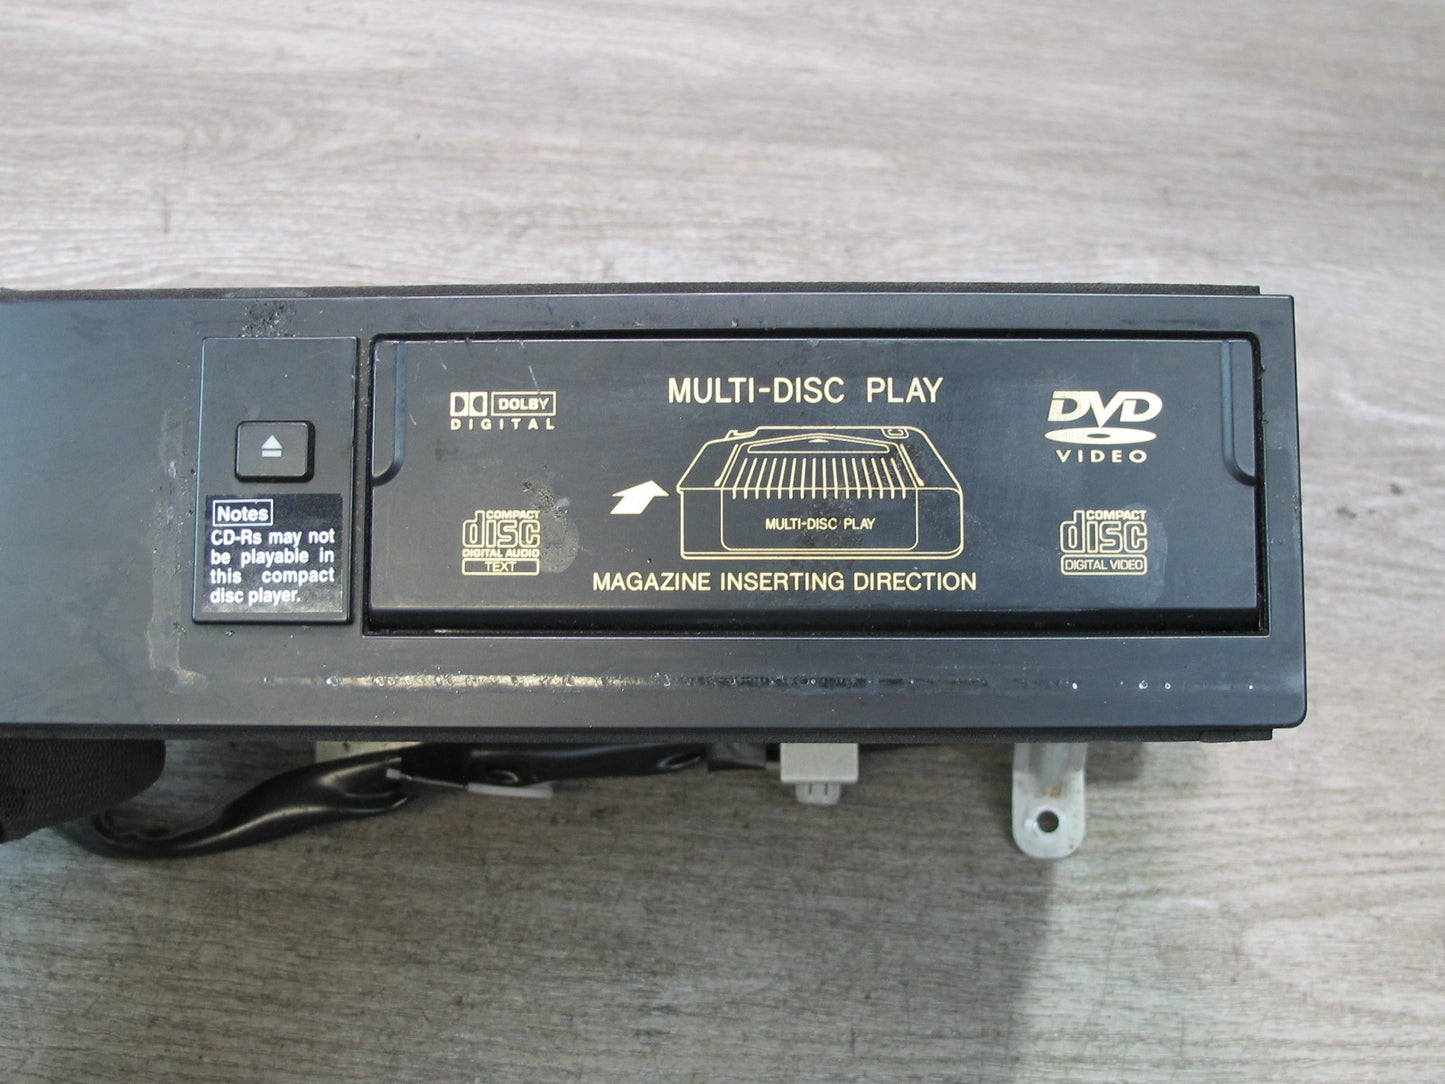 MULTI-DISC PLAY
DOLBY
DIGITAL
DVD
VIDEO
Notes
CD-Rs may not
be playable in
this compact
disc player.
COMPACT
disc
DIGITAL AUDIO
TEXT
MULTI-DISC PLAY
COMPACT
disc
DIGITAL VIDEO
MAGAZINE INSERTING DIRECTION